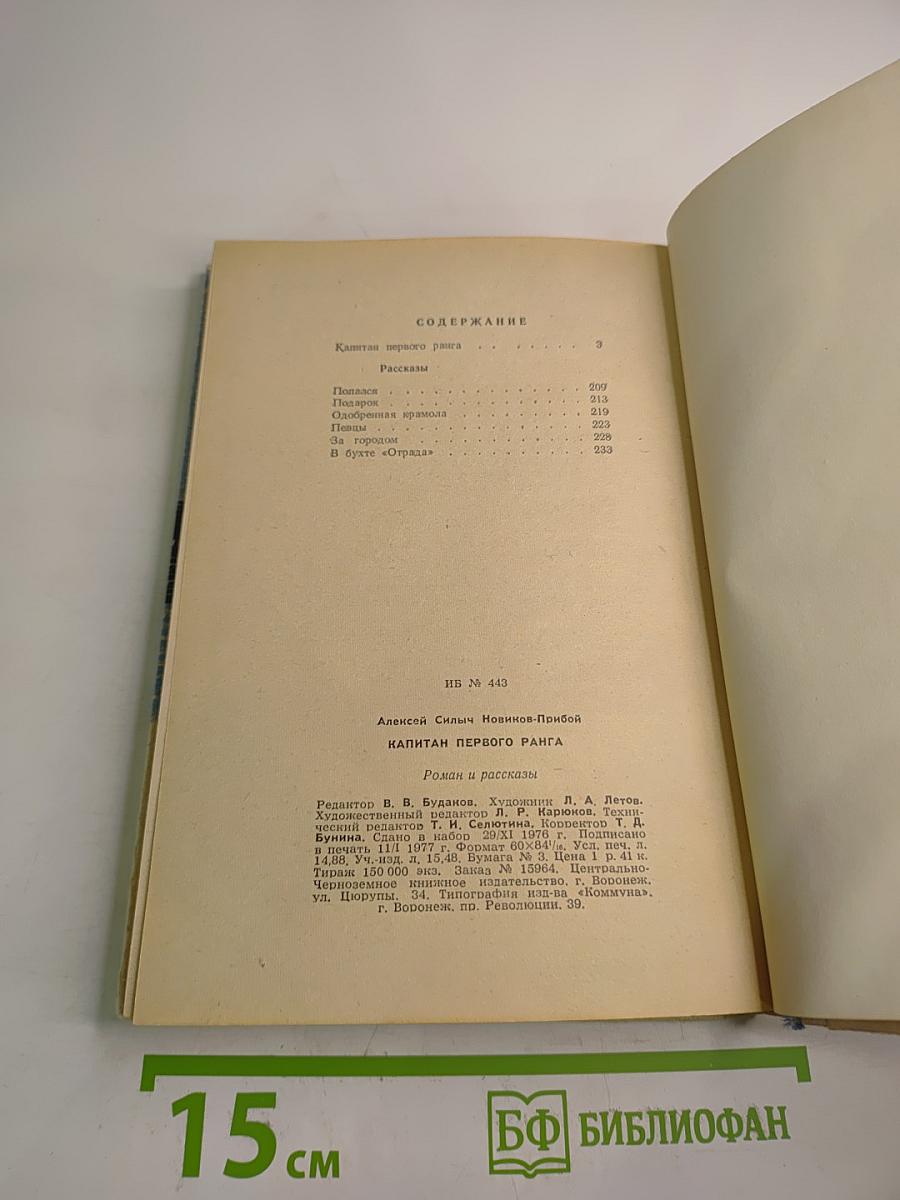 СОДЕРЖАНИЕ
Капитан первого ранга . . . . . . . 3
Рассказы
Попался . . . . . . . . . . . . . . 209
Подарок . . . . . . . . . . . . . . 213
Одобренная крамола . . . . . . . . . 219
Певцы . . . . . . . . . . . . . . . 223
За городом . . . . . . . . . . . . 228
В бухте «Отрада» . . . . . . . . . . 233
ИБ № 443
Алексей Силыч Новиков-Прибой
КАПИТАН ПЕРВОГО РАНГА
Роман и рассказы
Редактор В. В. Будаков. Художник Л. А. Летов.
Художественный редактор Л. Р. Карюков. Техни-
ческий редактор Т. И. Селютина. Корректор Т. Д.
Бунина. Сдано в набор 29/XI 1976 г. Подписано
в печать 11/I 1977 г. Формат 60×84¹/₁₆. Усл. печ. л.
14,88. Уч.-изд. л. 15,48. Бумага № 3. Цена 1 р. 41 к.
Тираж 150 000 экз. Заказ № 15964. Центрально-
Черноземное книжное издательство, г. Воронеж,
ул. Цюрупы, 34. Типография изд-ва «Коммуна»,
г. Воронеж, пр. Революции, 39.
15 см
БФ БИБЛИОФАН